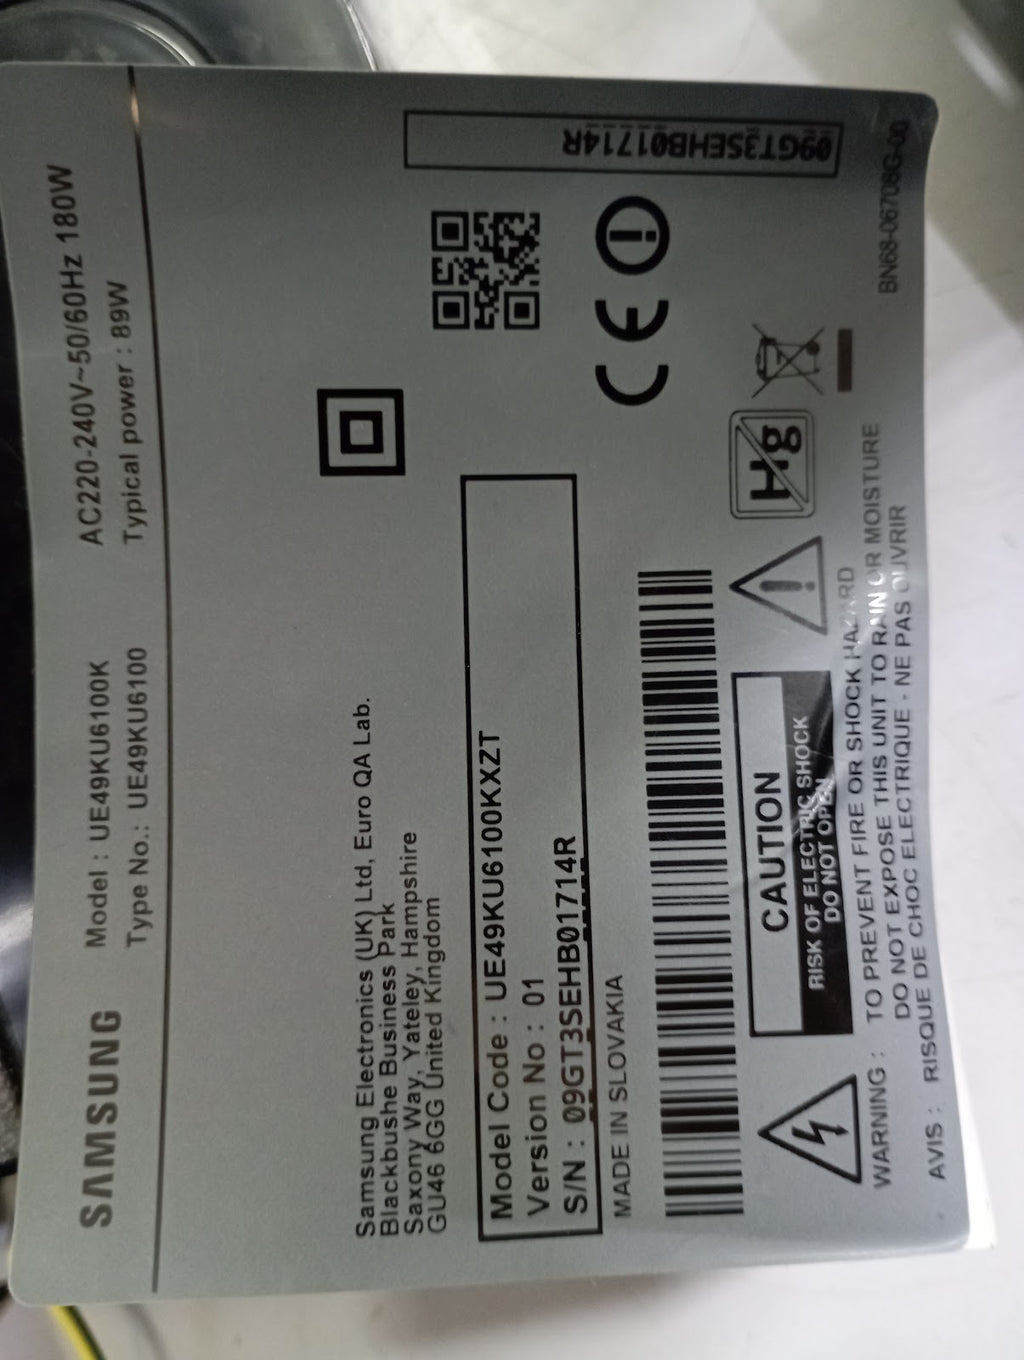 SAMSUNG
Model : UE49KU6100K
Type No.: UE49KU6100
AC220-240V~50/60Hz 180W
Typical power : 89W
Samsung Electronics (UK) Ltd, Euro QA Lab.
Blackbushe Business Park
Saxony Way, Yateley, Hampshire
GU46 6GG United Kingdom
Model Code : UE49KU6100KXZT
Version No : 01
S/N : 09GT3SEHB01714R
MADE IN SLOVAKIA
09GT3SEHB01714R
CE
Hg
CAUTION
RISK OF ELECTRIC SHOCK
DO NOT OPEN
WARNING : TO PREVENT FIRE OR SHOCK HAZARD
DO NOT EXPOSE THIS UNIT TO RAIN OR MOISTURE
AVIS : RISQUE DE CHOC ELECTRIQUE - NE PAS OUVRIR
BN68-06708G-00